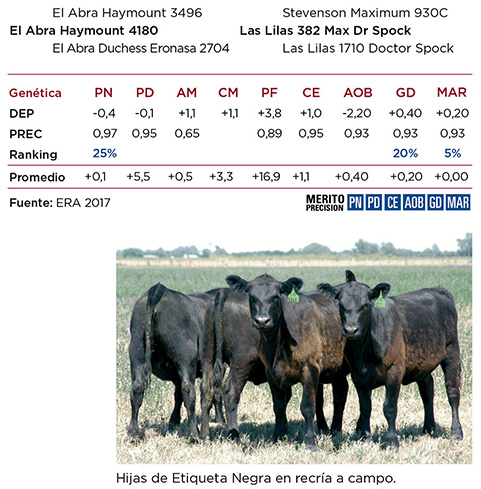 El Abra Haymount 3496 Stevenson Maximum 930C
El Abra Haymount 4180 Las Lilas 382 Max Dr Spock
El Abra Duchess Eronasa 2704 Las Lilas 1710 Doctor Spock
Genética PN PD AM CM PF CE AOB GD MAR
DEP -0,4 -0,1 +1,1 +1,1 +3,8 +1,0 -2,20 +0,40 +0,20
PREC 0,97 0,95 0,65 0,89 0,95 0,93 0,93 0,93
Ranking 25% 20% 5%
Promedio +0,1 +5,5 +0,5 +3,3 +16,9 +1,1 +0,40 +0,20 +0,00
Fuente: ERA 2017 MERITO PN PD CE AOB GD MAR
PRECISION
Hijas de Etiqueta Negra en recría a campo.